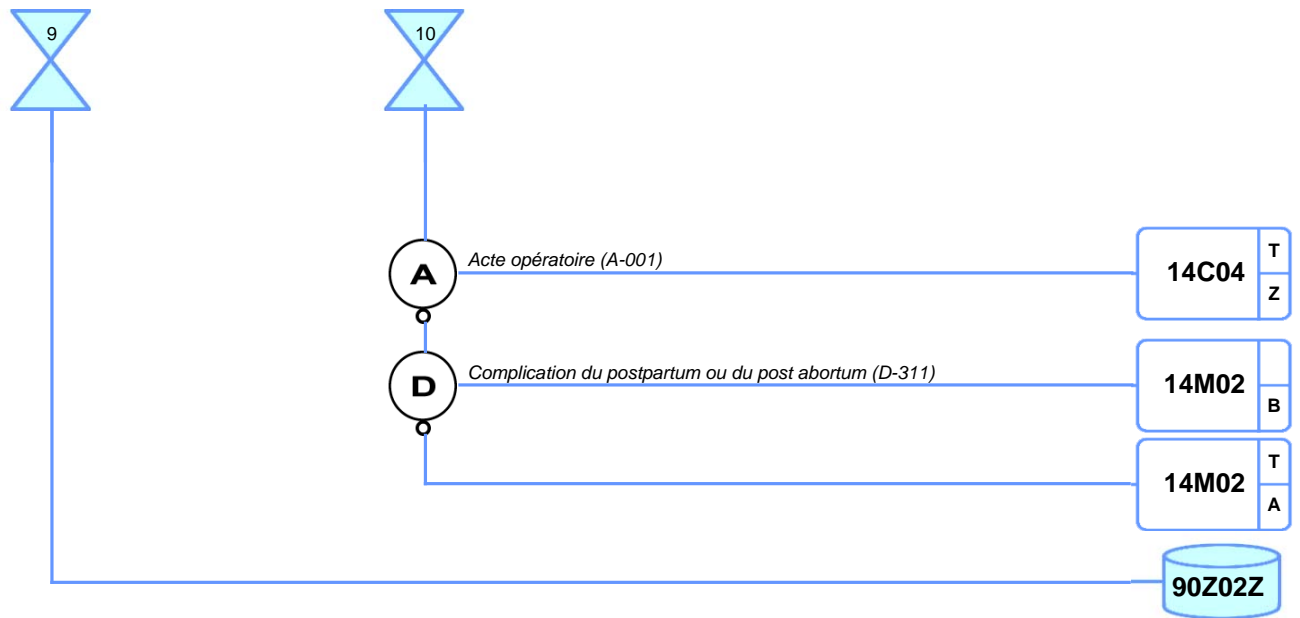 9
10
A
Acte opératoire (A-001)
14C04
T
Z
D
Complication du postpartum ou du post abortum (D-311)
14M02
B
14M02
T
A
90Z02Z